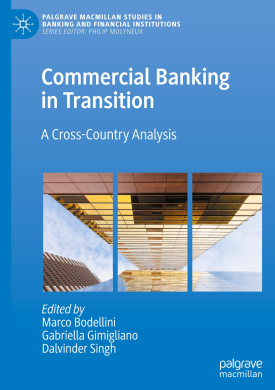 PALGRAVE MACMILLAN STUDIES IN
BANKING AND FINANCIAL INSTITUTIONS
SERIES EDITOR: PHILIP MOLYNEUX
Commercial Banking
in Transition
A Cross-Country Analysis
Edited by
Marco Bodellini
Gabriella Gimigliano
Dalvinder Singh
palgrave
macmillan